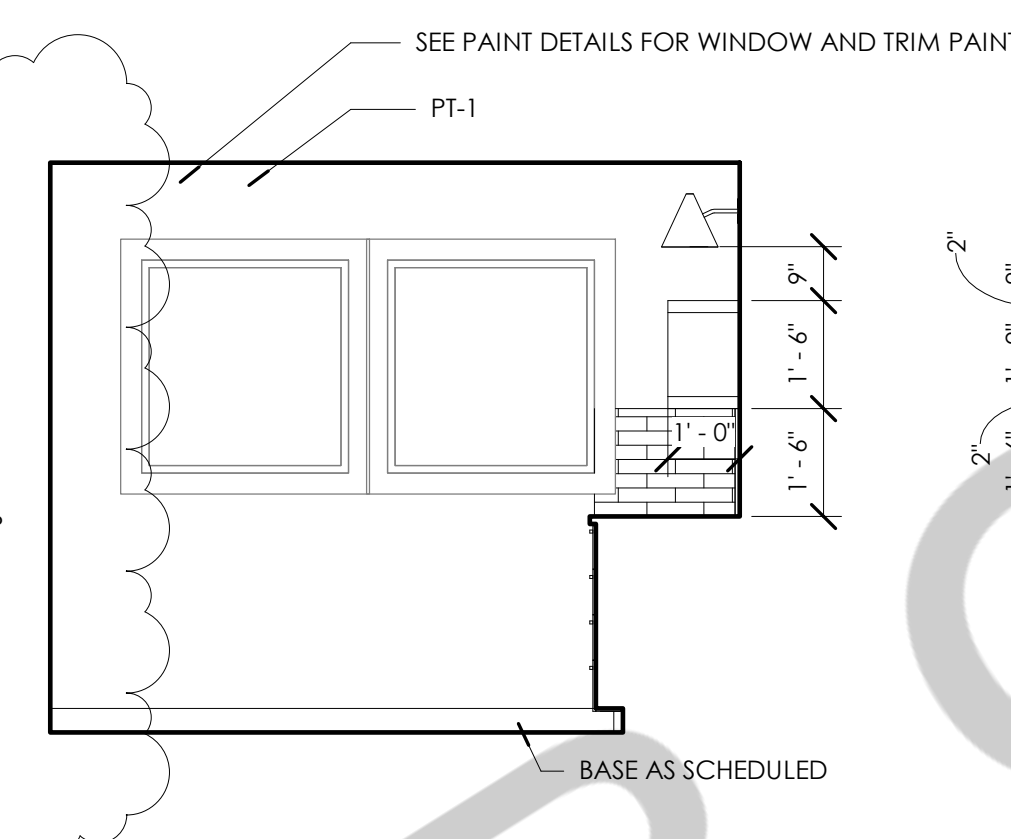 SEE PAINT DETAILS FOR WINDOW AND TRIM PAINT
PT-1
2"
9"
1' - 6"
1' - 0"
1' - 6"
2"
BASE AS SCHEDULED